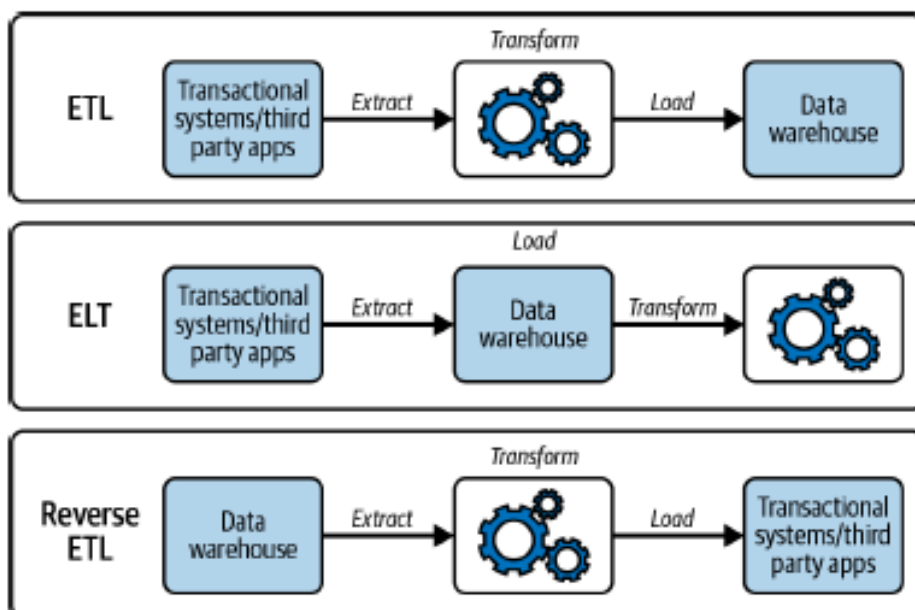 Transform
ETL
Transactional
systems/third
party apps
Extract
Load
Data
warehouse
Load
ELT
Transactional
systems/third
party apps
Extract
Data
warehouse
Transform
Transform
Reverse
ETL
Data
warehouse
Extract
Load
Transactional
systems/third
party apps